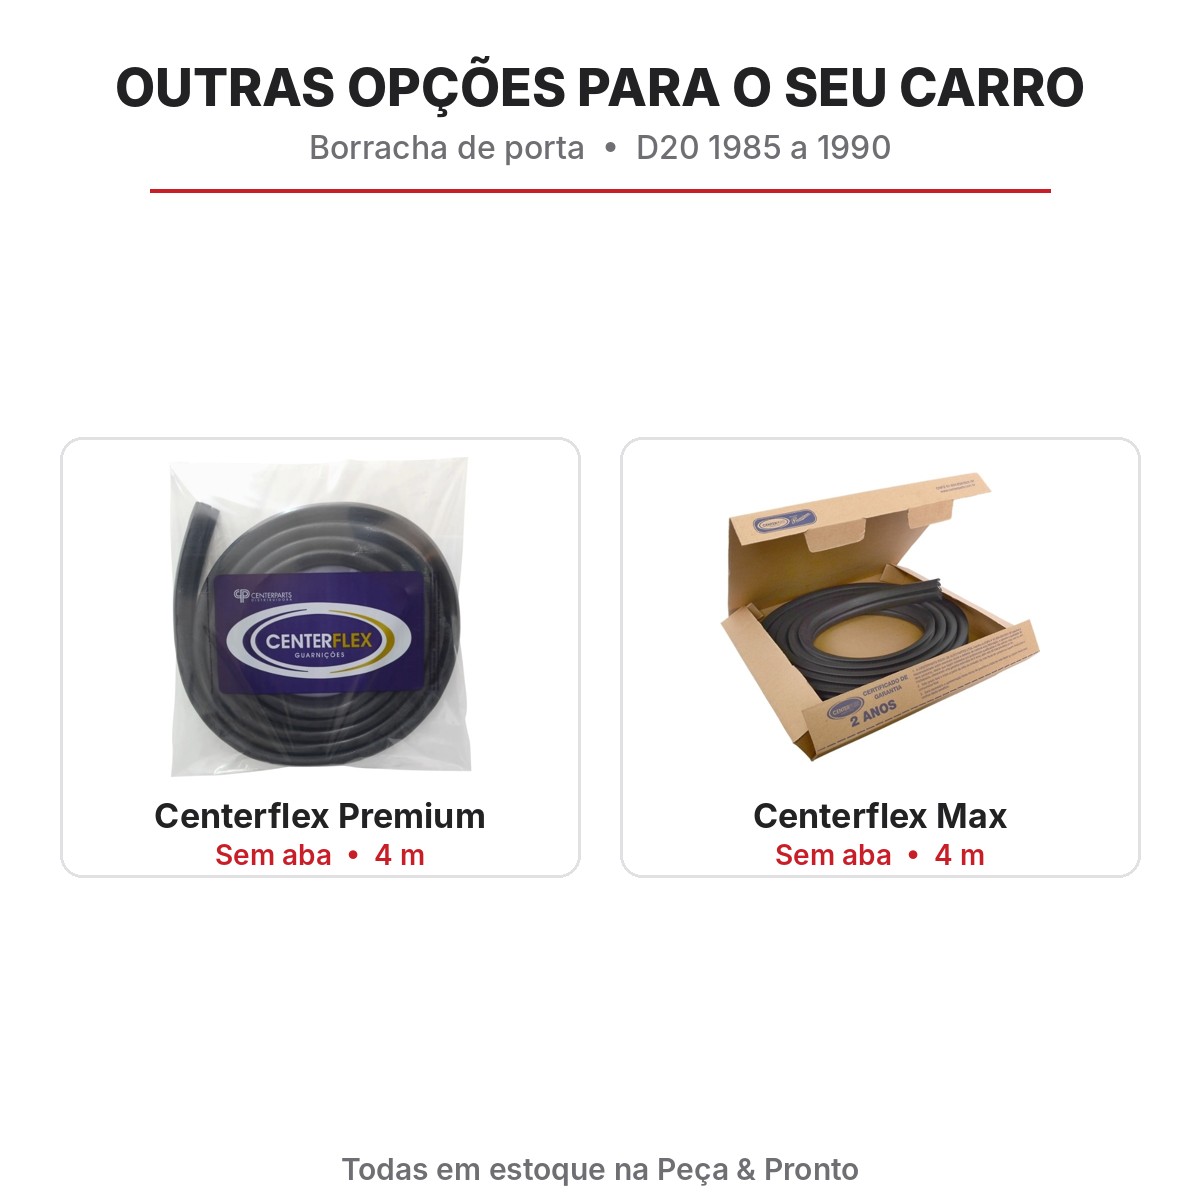 OUTRAS OPÇÕES PARA O SEU CARRO
Borracha de porta • D20 1985 a 1990
CENTERPARTS
DISTRIBUIDORA
CENTERFLEX
GUARNIÇÕES
CERTIFICADO DE
GARANTIA
2 ANOS
Centerflex Premium
Sem aba • 4 m
Centerflex Max
Sem aba • 4 m
Todas em estoque na Peça & Pronto